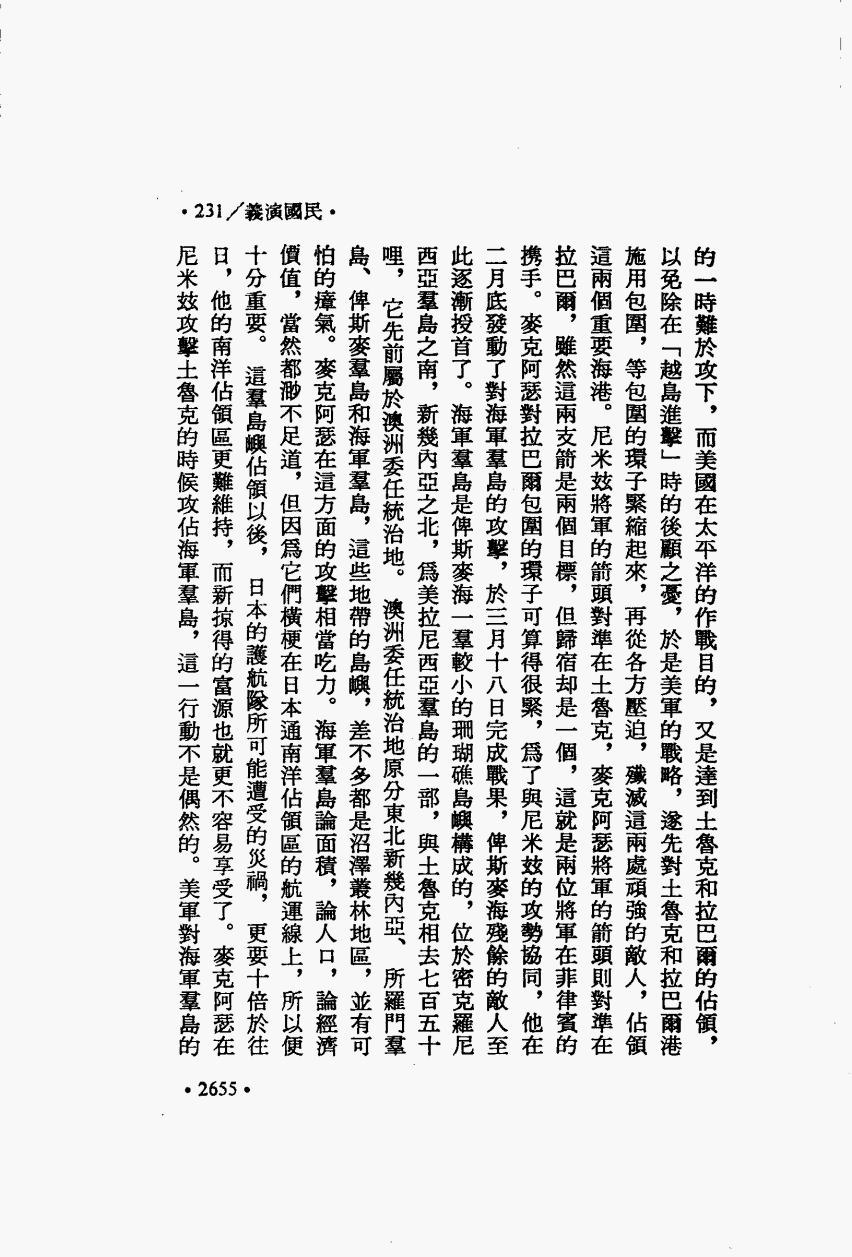 •231／義演國民•
的一時難於攻下，而美國在太平洋的作戰目的，又是達到土魯克和拉巴爾的佔領，
以免除在「越島進擊」時的後顧之憂，於是美軍的戰略，遂先對土魯克和拉巴爾港
施用包圍，等包圍的環子緊縮起來，再從各方壓迫，殲滅這兩處頑強的敵人，佔領
這兩個重要海港。尼米玆將軍的箭頭對準在土魯克，麥克阿瑟將軍的箭頭則對準在
拉巴爾，雖然這兩支箭是兩個目標，但歸宿却是一個，這就是兩位將軍在菲律賓的
携手。麥克阿瑟對拉巴爾包圍的環子可算得很緊，爲了與尼米玆的攻勢協同，他在
二月底發動了對海軍羣島的攻擊，於三月十八日完成戰果，俾斯麥海殘餘的敵人至
此逐漸授首了。海軍羣島是俾斯麥海一羣較小的珊瑚礁島嶼構成的，位於密克羅尼
西亞羣島之南，新幾內亞之北，爲美拉尼西亞羣島的一部，與土魯克相去七百五十
哩，它先前屬於澳洲委任統治地。澳洲委任統治地原分東北新幾內亞、所羅門羣
島、俾斯麥羣島和海軍羣島，這些地帶的島嶼，差不多都是沼澤叢林地區，並有可
怕的瘴氣。麥克阿瑟在這方面的攻擊相當吃力。海軍羣島論面積，論人口，論經濟
價值，當然都渺不足道，但因爲它們橫梗在日本通南洋佔領區的航運線上，所以便
十分重要。這羣島嶼佔領以後，日本的護航隊所可能遭受的災禍，更要十倍於往
日，他的南洋佔領區更難維持，而新掠得的富源也就更不容易享受了。麥克阿瑟在
尼米玆攻擊土魯克的時候攻佔海軍羣島，這一行動不是偶然的。美軍對海軍羣島的
•2655•